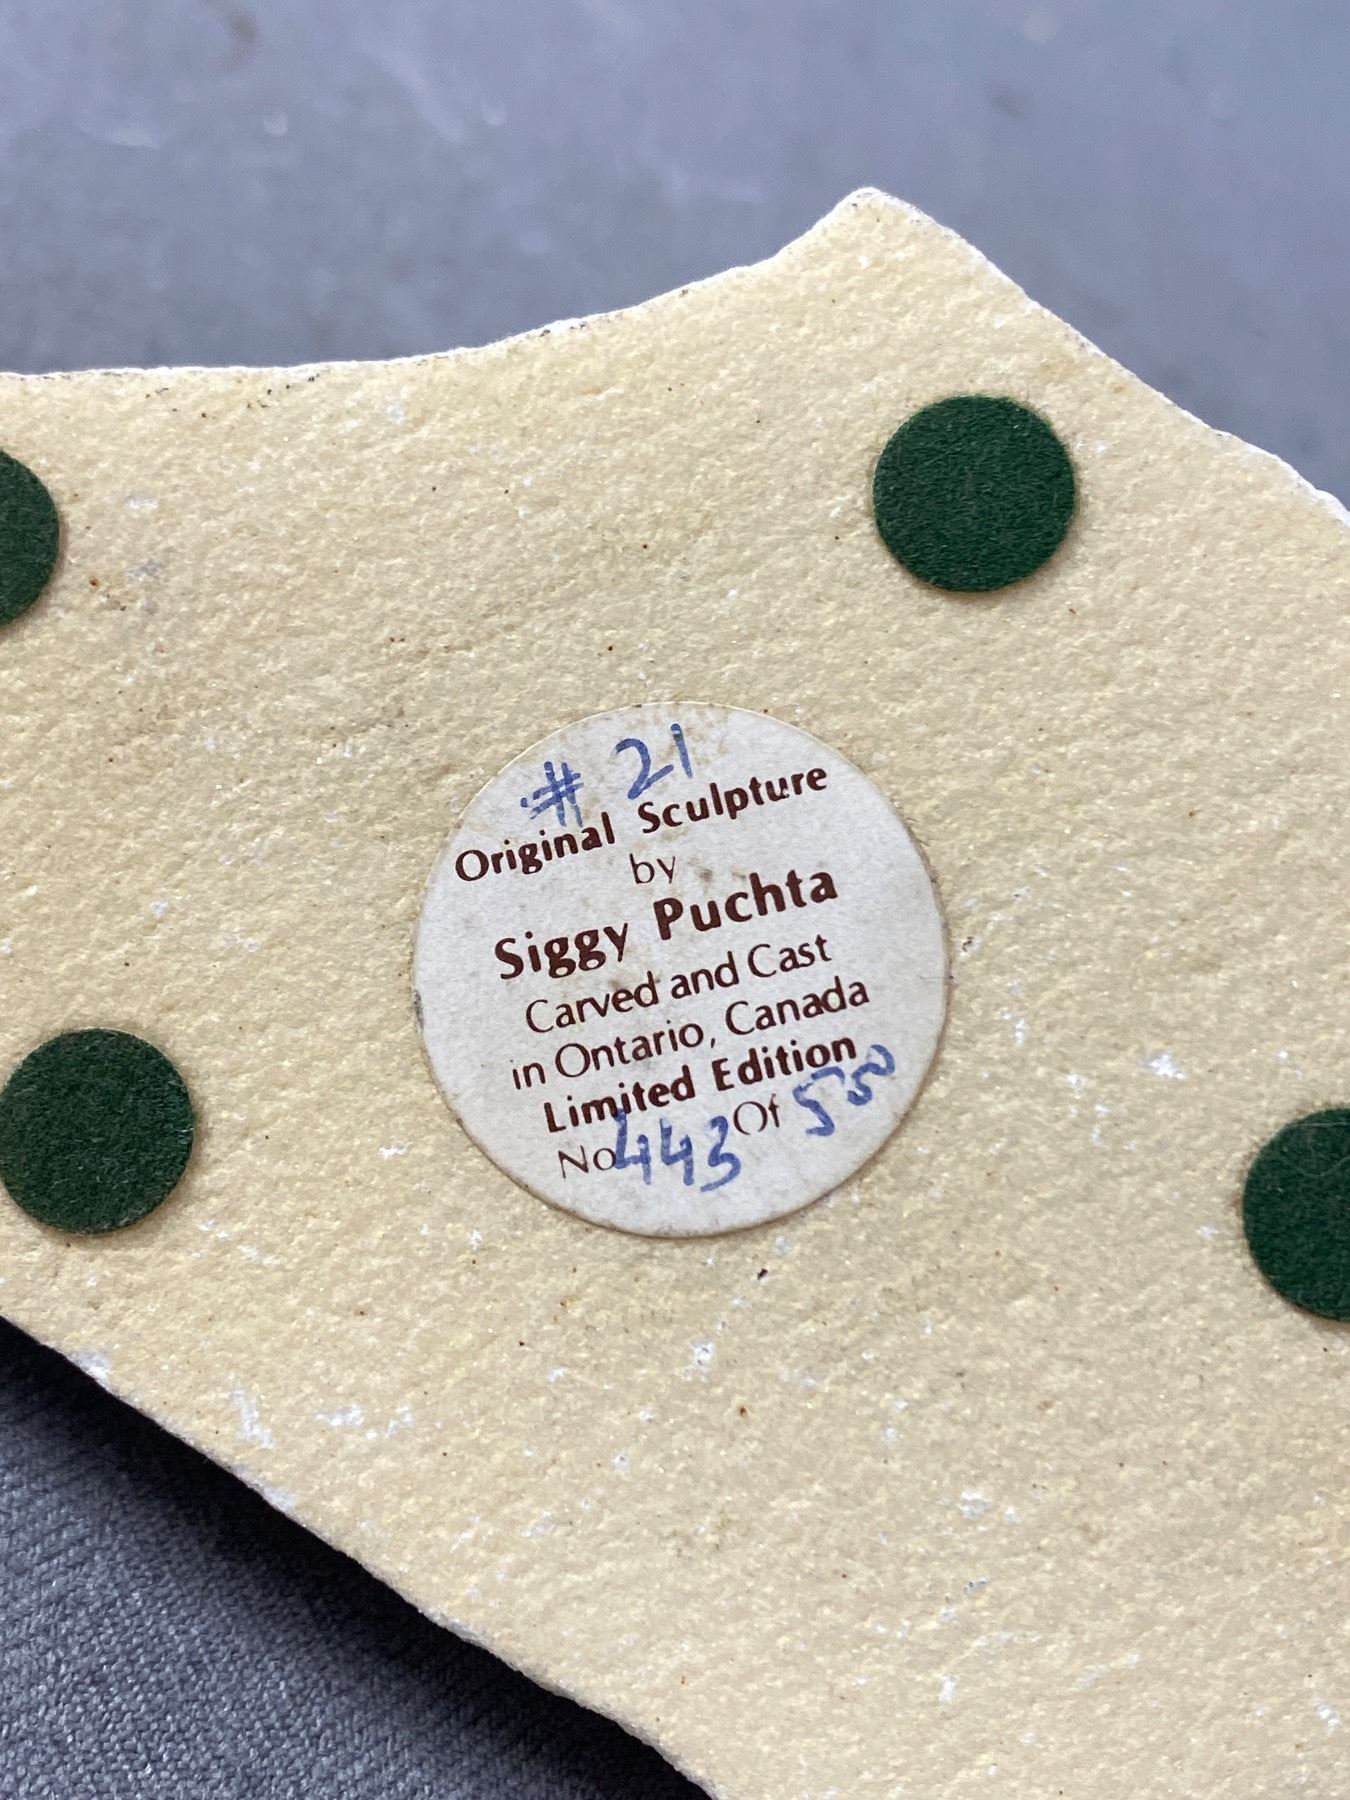 # 21
Original Sculpture
by
Siggy Puchta
Carved and Cast
in Ontario, Canada
Limited Edition
No 443 Of 550